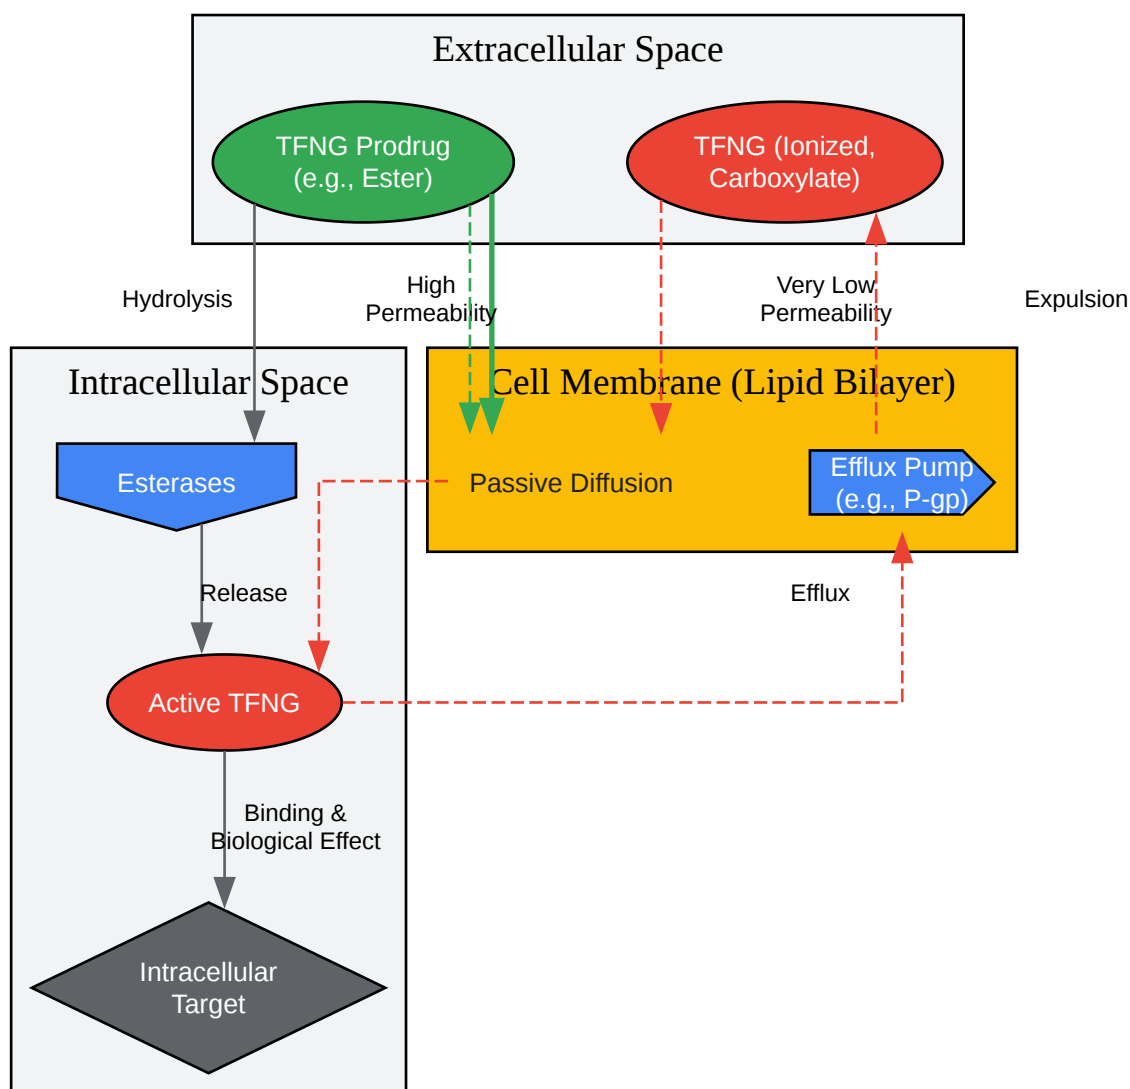 Extracellular Space
TFNG Prodrug
(e.g., Ester)
TFNG (Ionized,
Carboxylate)
Hydrolysis
High
Permeability
Very Low
Permeability
Expulsion
Intracellular Space
Cell Membrane (Lipid Bilayer)
Esterases
Passive Diffusion
Efflux Pump
(e.g., P-gp)
Release
Efflux
Active TFNG
Binding &
Biological Effect
Intracellular
Target